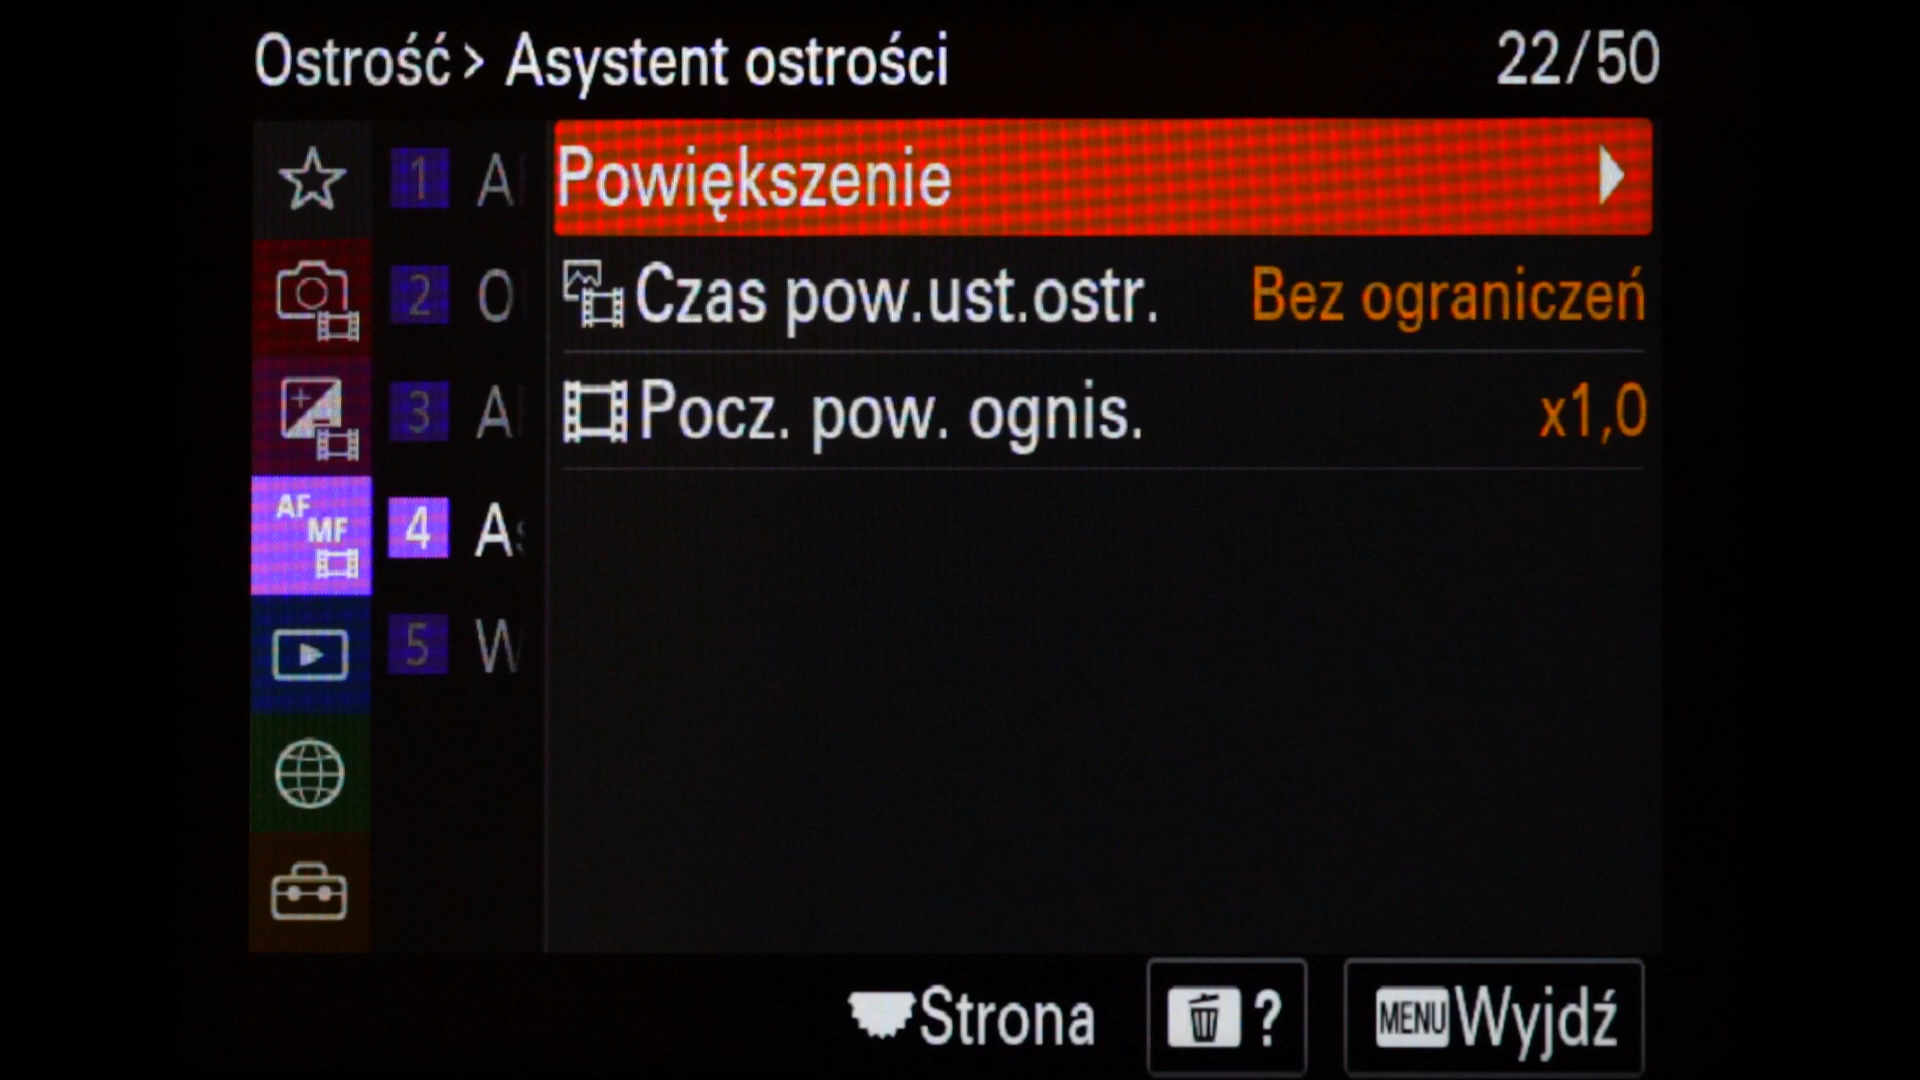 Ostrość > Asystent ostrości
22/50
1
2 O
3
AF MF
4
5 W
Powiększenie
Czas pow.ust.ostr. Bez ograniczeń
Pocz. pow. ognis. x1,0
Strona
?
MENU Wyjdź